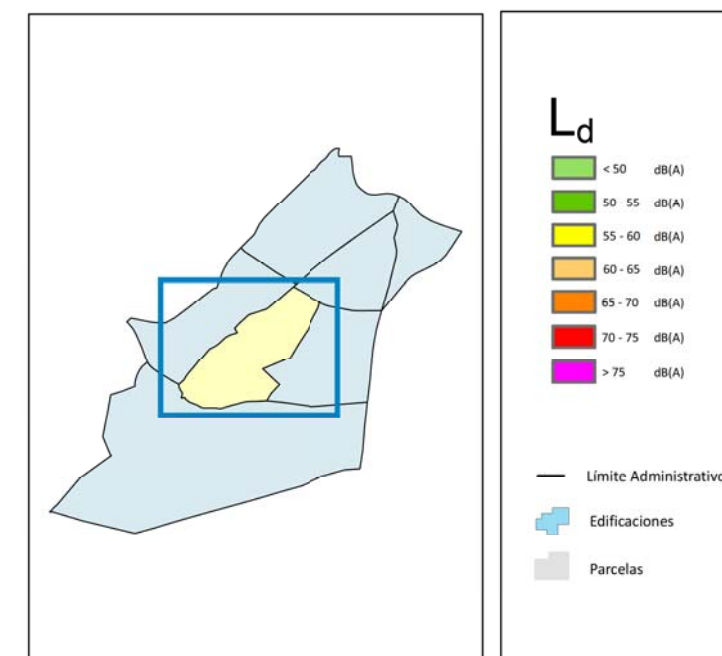 Ld
< 50 dB(A)
50 55 dB(A)
55 - 60 dB(A)
60 - 65 dB(A)
65 - 70 dB(A)
70 - 75 dB(A)
> 75 dB(A)
Límite Administrativo
Edificaciones
Parcelas